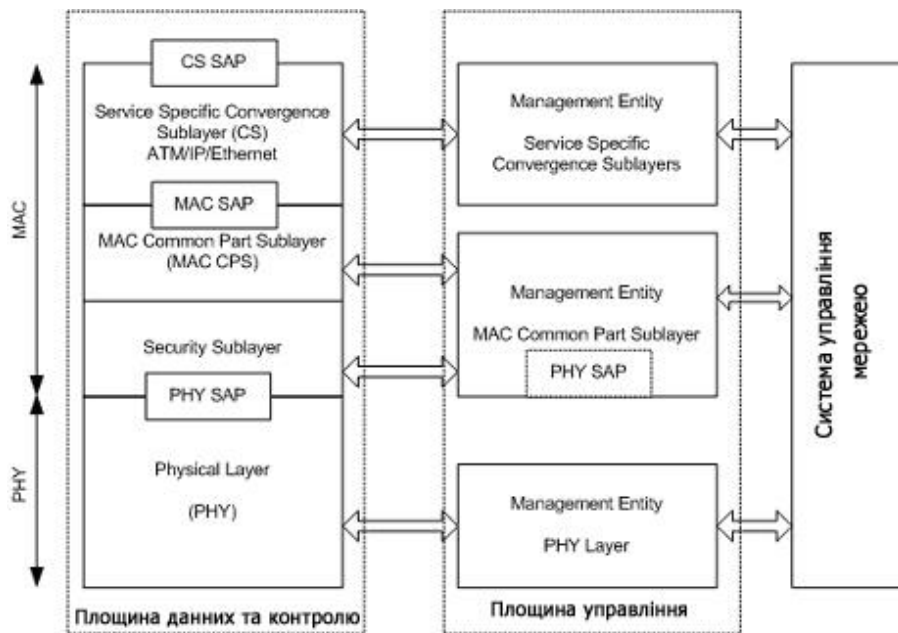 CS SAP
Service Specific Convergence
Sublayer (CS)
ATM/IP/Ethernet
MAC SAP
MAC Common Part Sublayer
(MAC CPS)
Security Sublayer
PHY SAP
Physical Layer
(PHY)
MAC
PHY
Площина данних та контролю
Management Entity
Service Specific
Convergence Sublayers
Management Entity
MAC Common Part Sublayer
PHY SAP
Management Entity
PHY Layer
Площина управління
Система управління
мережею